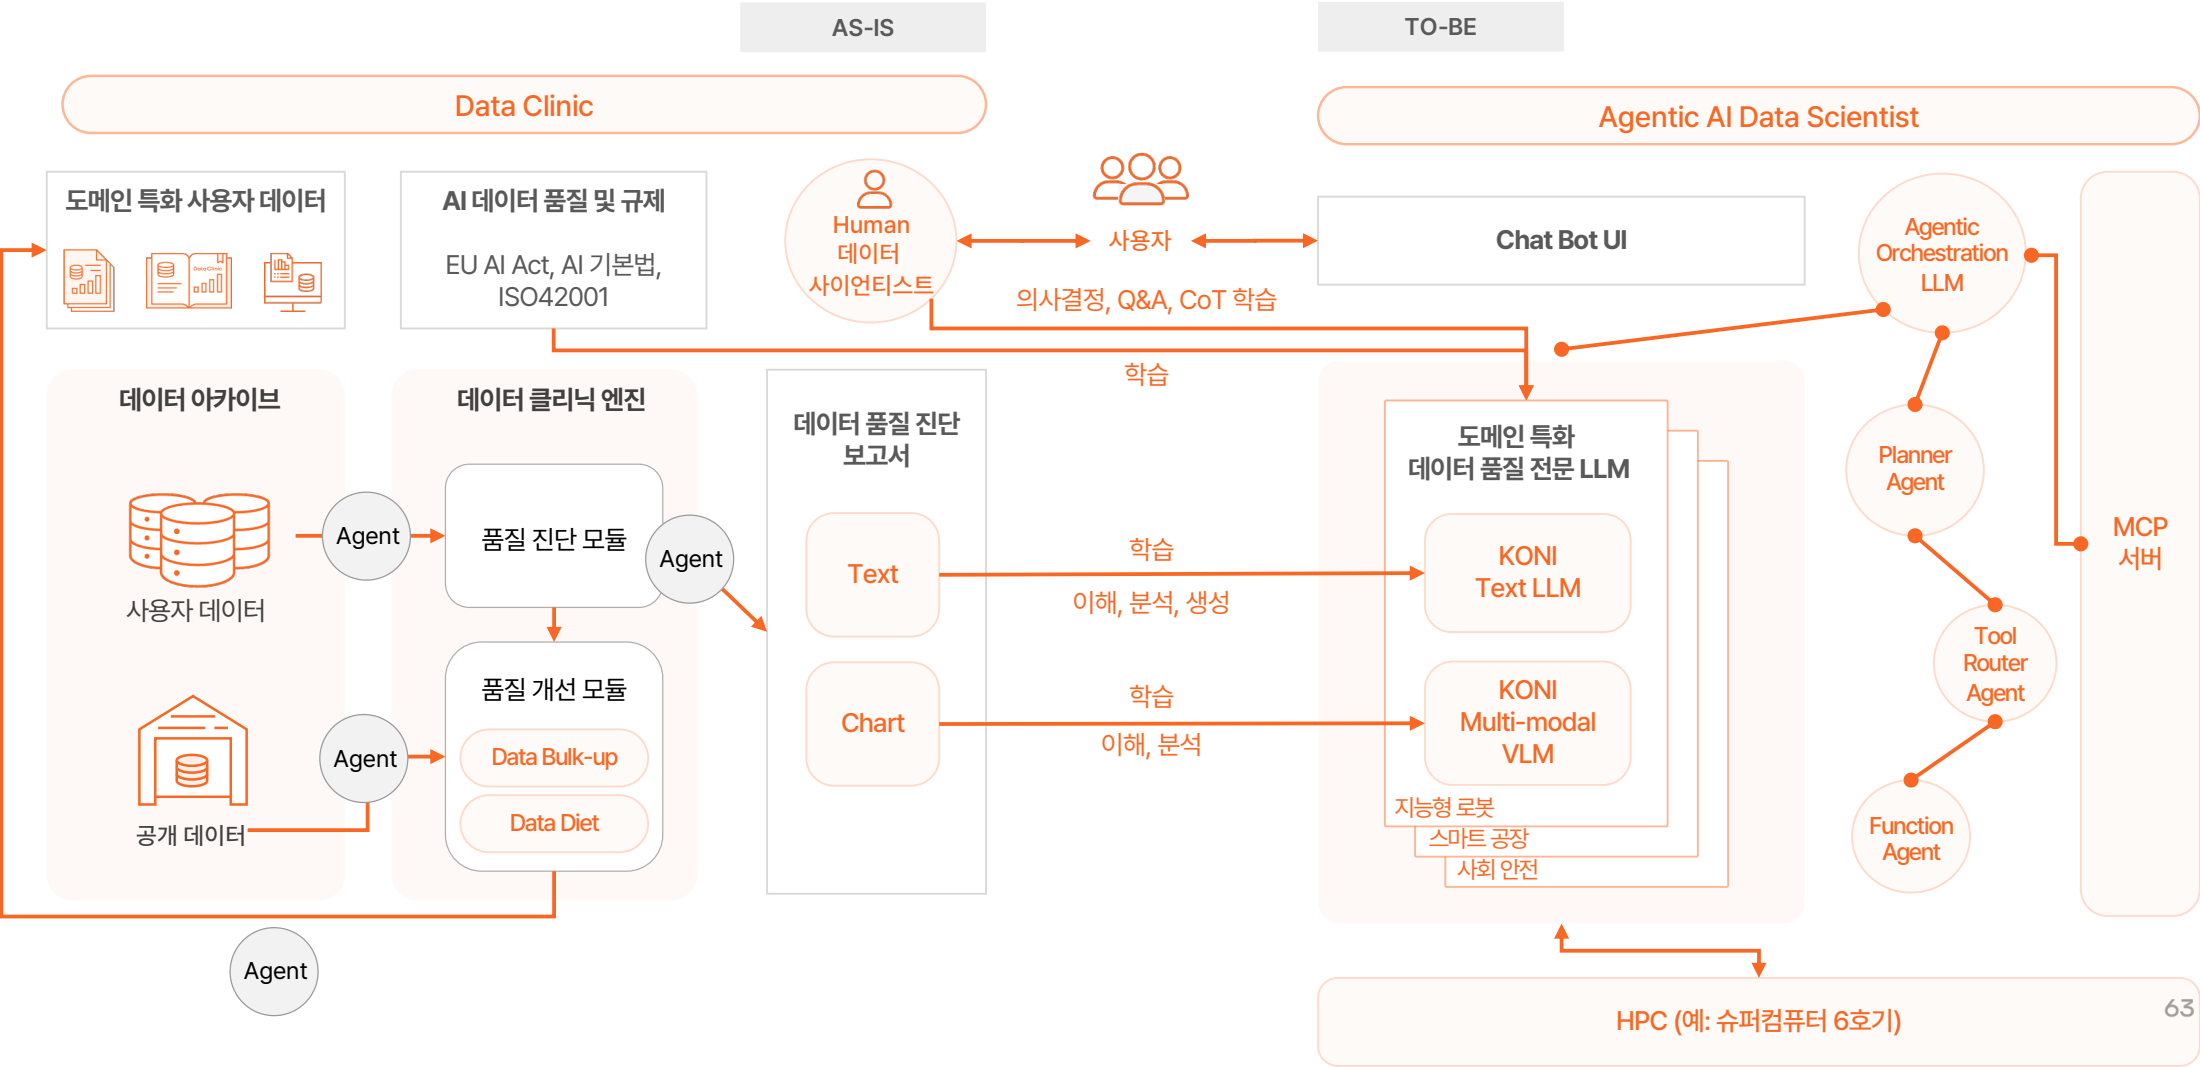 AS-IS
TO-BE
Data Clinic
Agentic AI Data Scientist
도메인 특화 사용자 데이터
DataClinic
AI 데이터 품질 및 규제
EU AI Act, AI 기본법,
ISO42001
Human
데이터
사이언티스트
사용자
의사결정, Q&A, CoT 학습
학습
Chat Bot UI
Agentic
Orchestration
LLM
데이터 아카이브
사용자 데이터
공개 데이터
Agent
Agent
데이터 클리닉 엔진
품질 진단 모듈
Agent
품질 개선 모듈
Data Bulk-up
Data Diet
Agent
데이터 품질 진단
보고서
Text
Chart
학습
이해, 분석, 생성
학습
이해, 분석
도메인 특화
데이터 품질 전문 LLM
KONI
Text LLM
KONI
Multi-modal
VLM
지능형 로봇
스마트 공장
사회 안전
Planner
Agent
Tool
Router
Agent
Function
Agent
MCP
서버
HPC (예: 슈퍼컴퓨터 6호기)
63